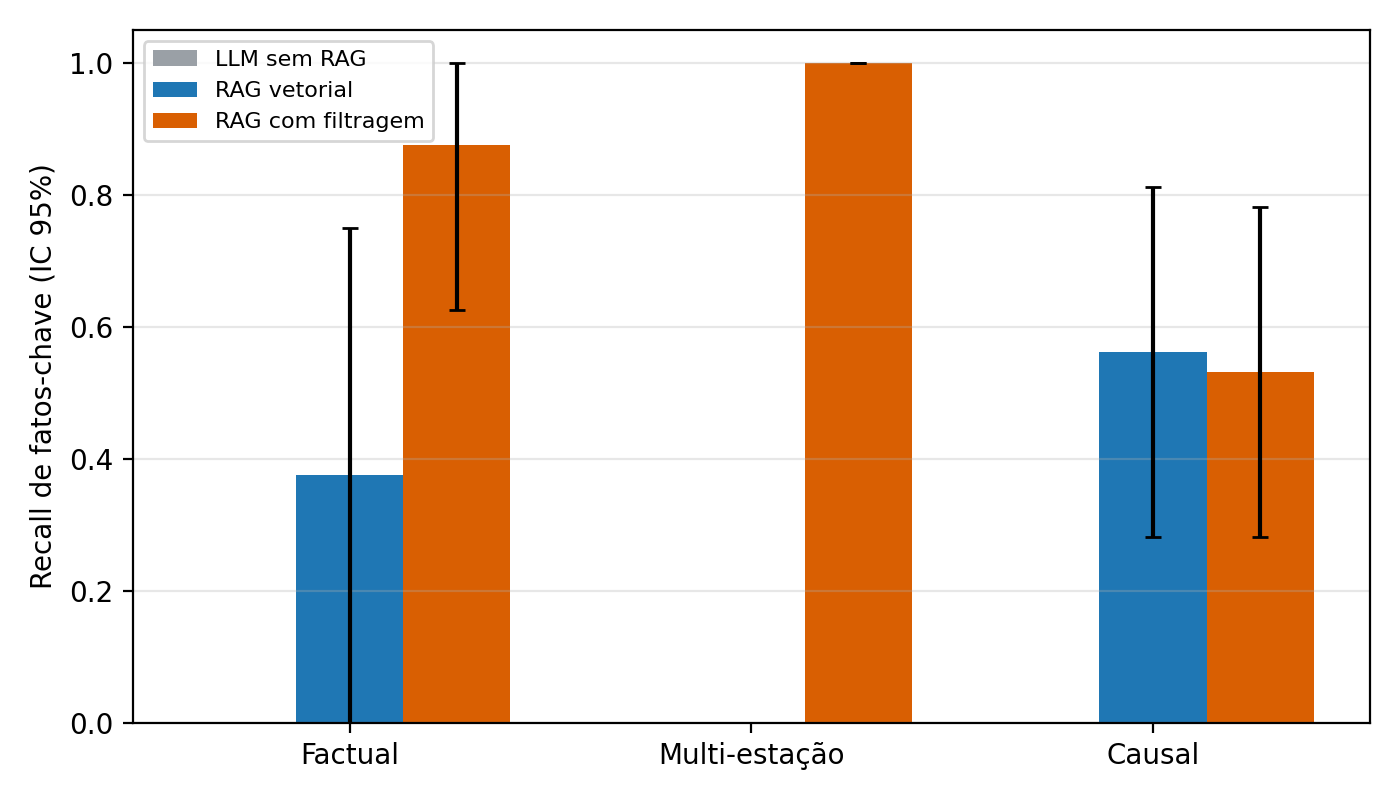 LLM sem RAG
RAG vetorial
RAG com filtragem
Recall de fatos-chave (IC 95%)
1.0
0.8
0.6
0.4
0.2
0.0
Factual
Multi-estação
Causal